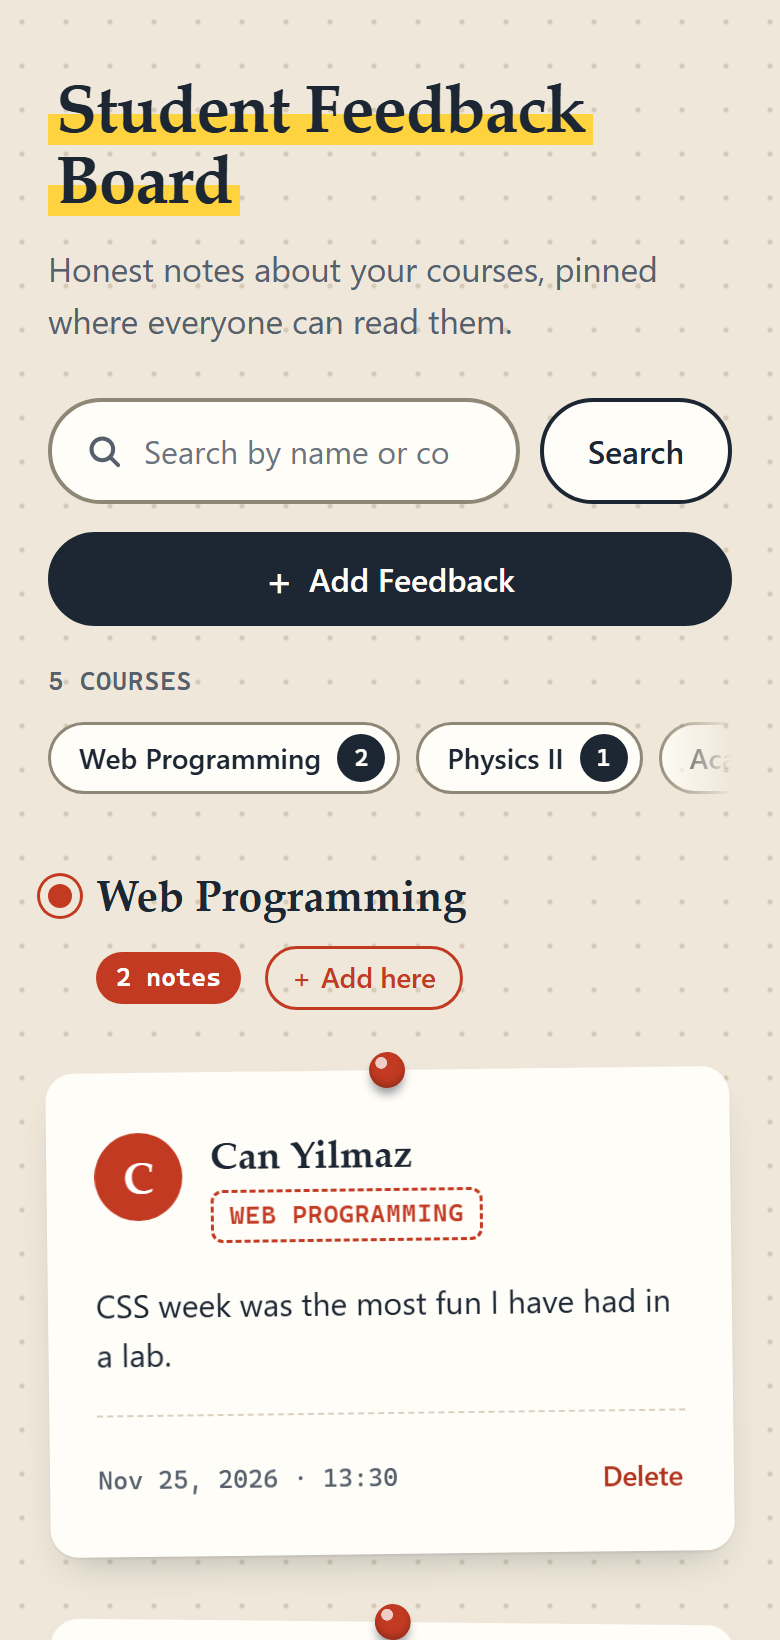 Student Feedback
Board
Honest notes about your courses, pinned
where everyone can read them.
Search by name or co
Search
+ Add Feedback
5 COURSES
Web Programming 2
Physics II 1
Web Programming
2 notes
+ Add here
C
Can Yilmaz
WEB PROGRAMMING
CSS week was the most fun I have had in
a lab.
Nov 25, 2026 · 13:30
Delete